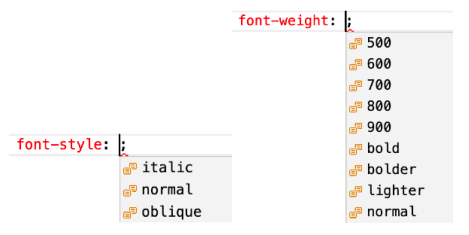 font-style: ;
italic
normal
oblique
font-weight: ;
500
600
700
800
900
bold
bolder
lighter
normal